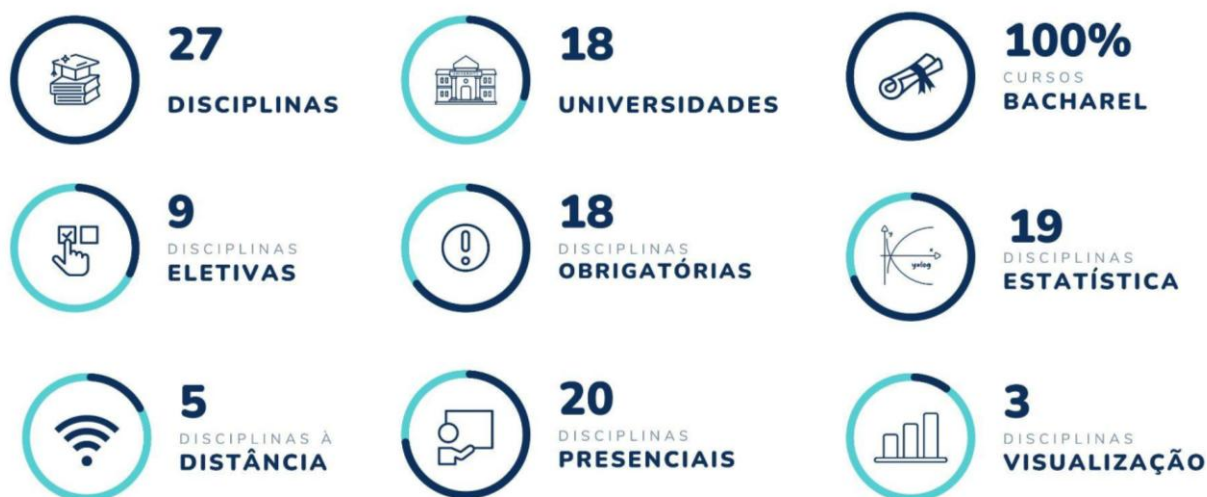 27
DISCIPLINAS
18
UNIVERSIDADES
100%
CURSOS
BACHAREL
9
DISCIPLINAS
ELETIVAS
18
DISCIPLINAS
OBRIGATÓRIAS
19
DISCIPLINAS
ESTATÍSTICA
5
DISCIPLINAS À
DISTÂNCIA
20
DISCIPLINAS
PRESENCIAIS
3
DISCIPLINAS
VISUALIZAÇÃO